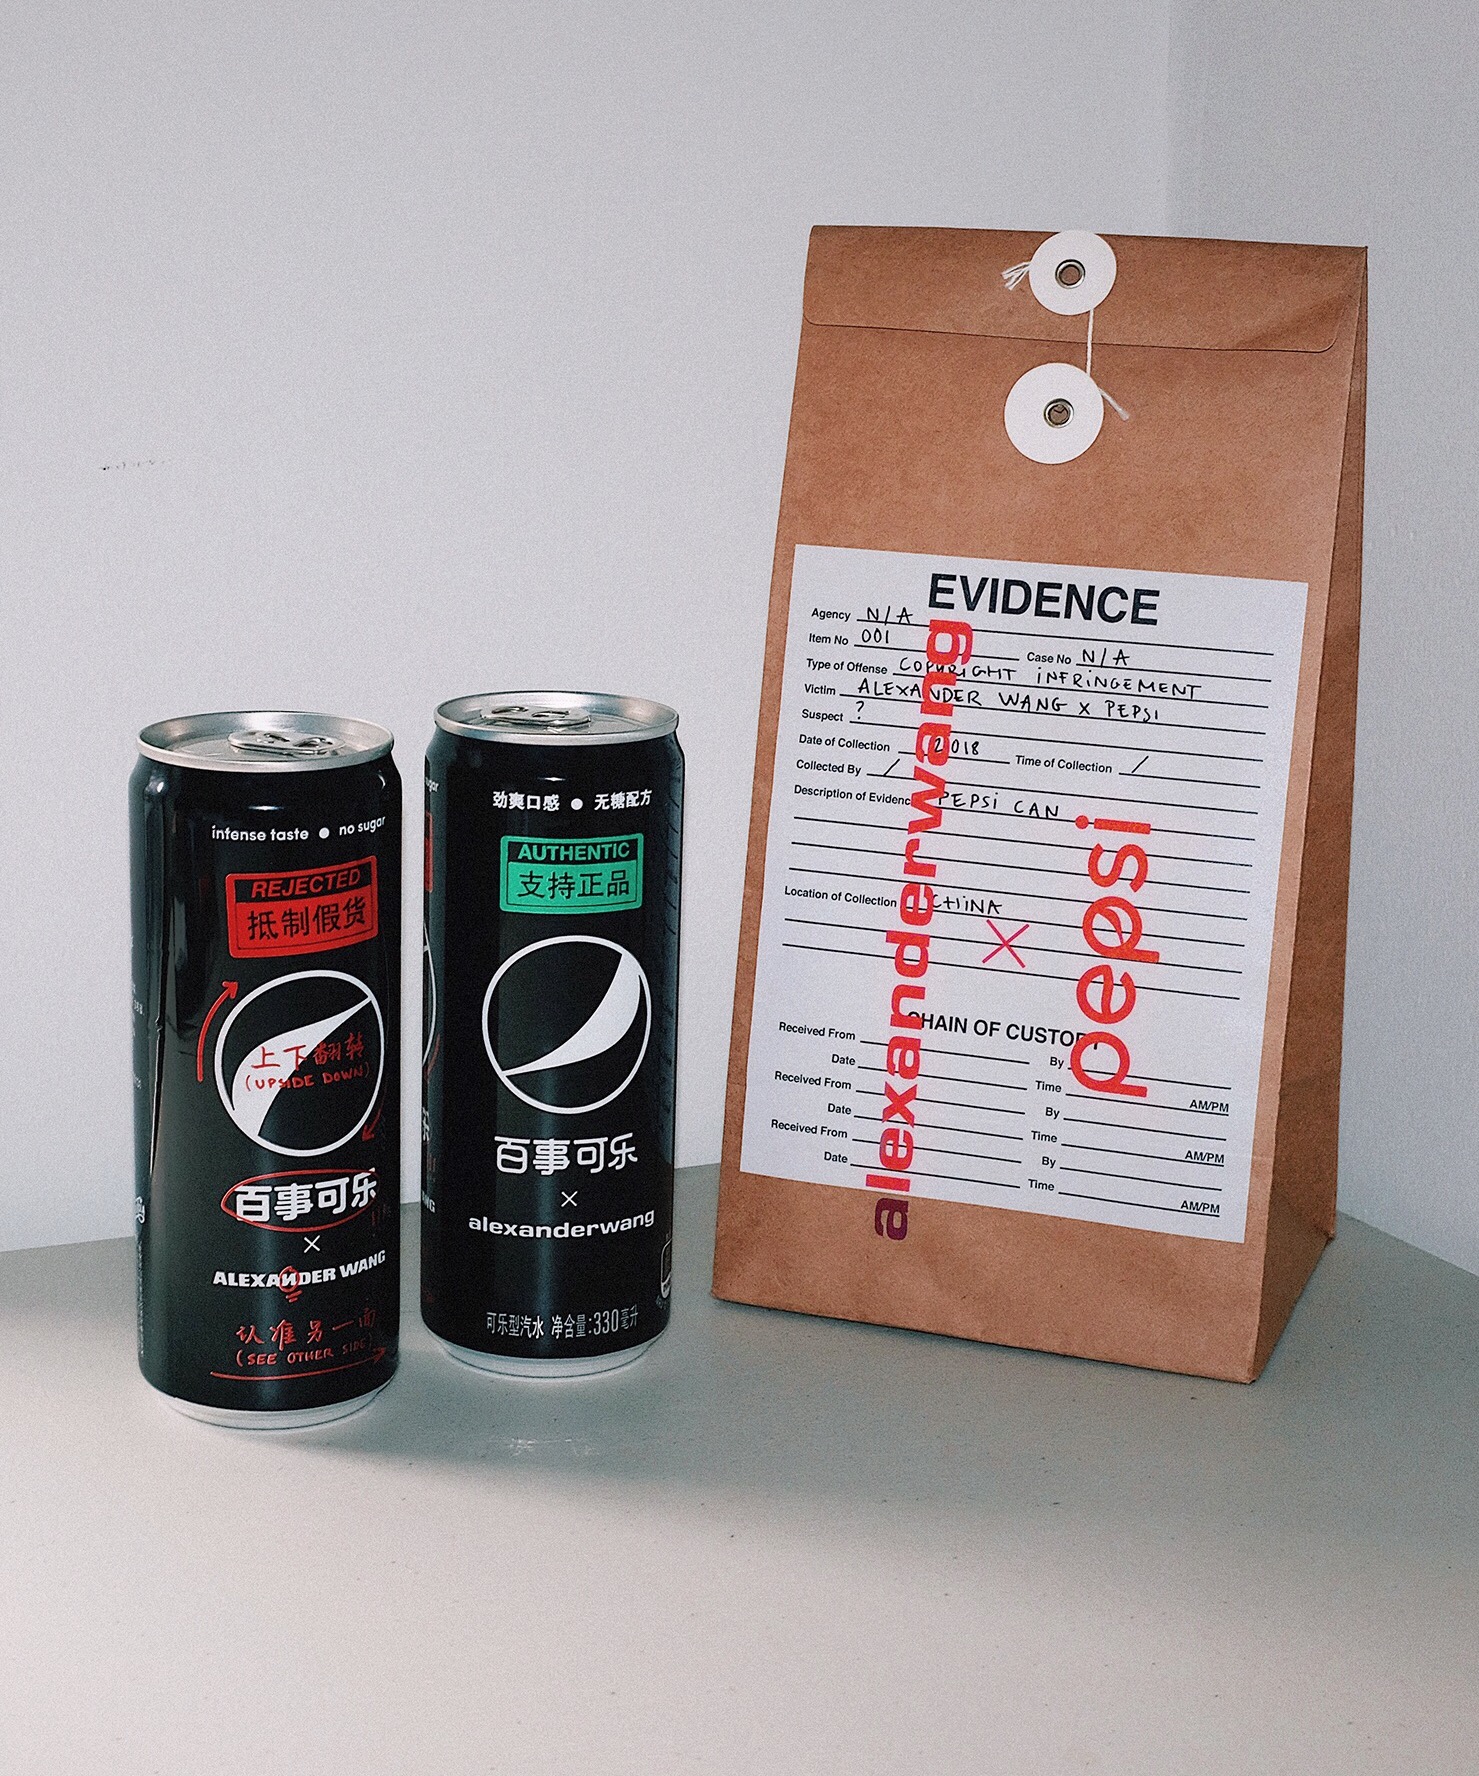 intense taste ● no sugar
REJECTED
抵制假货
上下翻转
(UPSIDE DOWN)
百事可乐
×
ALEXAИDER WANG
认准另一面
(SEE OTHER SIDE)
劲爽口感 ● 无糖配方
AUTHENTIC
支持正品
百事可乐
×
alexanderwang
可乐型汽水 净含量:330毫升
EVIDENCE
Agency N/A
Item No 001 Case No N/A
Type of Offense COPYRIGHT INFRINGEMENT
Victim ALEXANDER WANG X PEPSI
Suspect ?
Date of Collection 2018 Time of Collection /
Collected By /
Description of Evidence PEPSI CAN
Location of Collection CHINA
CHAIN OF CUSTODY
Received From By
Date Time AM/PM
Received From By
Date Time AM/PM
Received From By
Date Time AM/PM
alexanderwang
×
pepsi